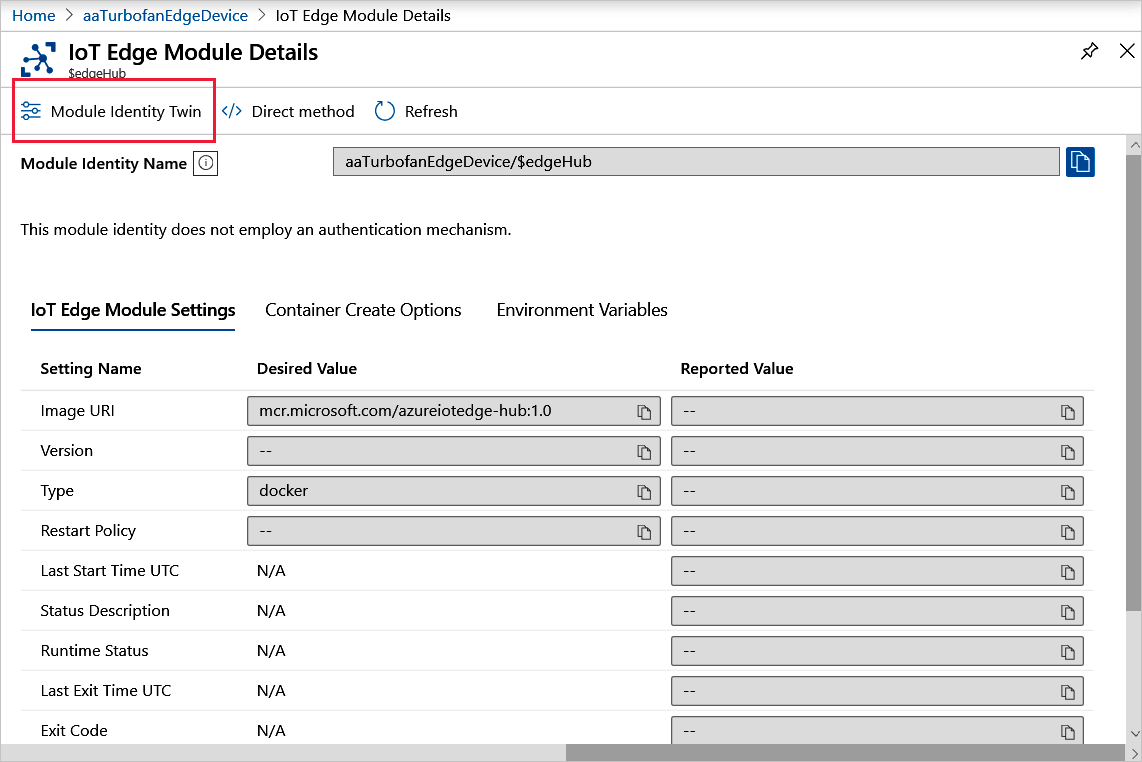 Home > aaTurbofanEdgeDevice > IoT Edge Module Details
IoT Edge Module Details
$edgeHub
Module Identity Twin </> Direct method Refresh
Module Identity Name aaTurbofanEdgeDevice/$edgeHub
This module identity does not employ an authentication mechanism.
IoT Edge Module Settings Container Create Options Environment Variables
Setting Name Desired Value Reported Value
Image URI mcr.microsoft.com/azureiotedge-hub:1.0 --
Version -- --
Type docker --
Restart Policy -- --
Last Start Time UTC N/A --
Status Description N/A --
Runtime Status N/A --
Last Exit Time UTC N/A --
Exit Code N/A --